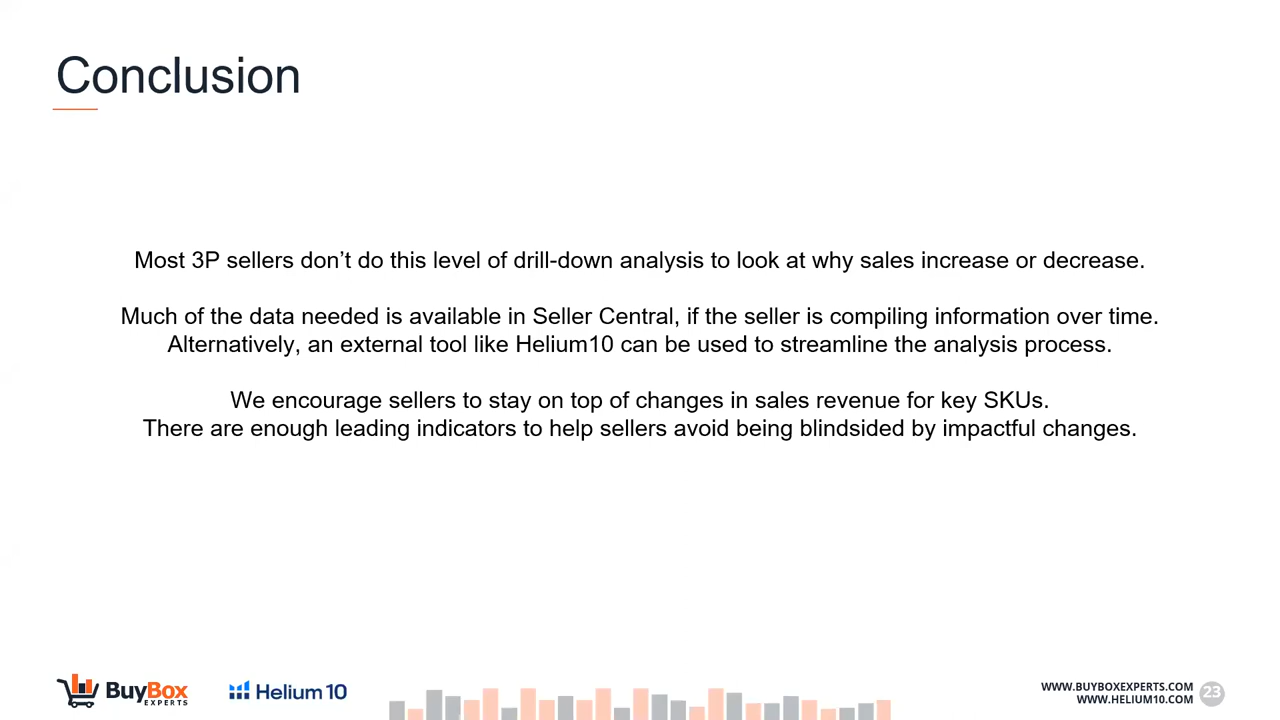 Conclusion
Most 3P sellers don’t do this level of drill-down analysis to look at why sales increase or decrease.
Much of the data needed is available in Seller Central, if the seller is compiling information over time.
Alternatively, an external tool like Helium10 can be used to streamline the analysis process.
We encourage sellers to stay on top of changes in sales revenue for key SKUs.
There are enough leading indicators to help sellers avoid being blindsided by impactful changes.
BuyBox
EXPERTS
Helium 10
WWW.BUYBOXEXPERTS.COM
WWW.HELIUM10.COM
23